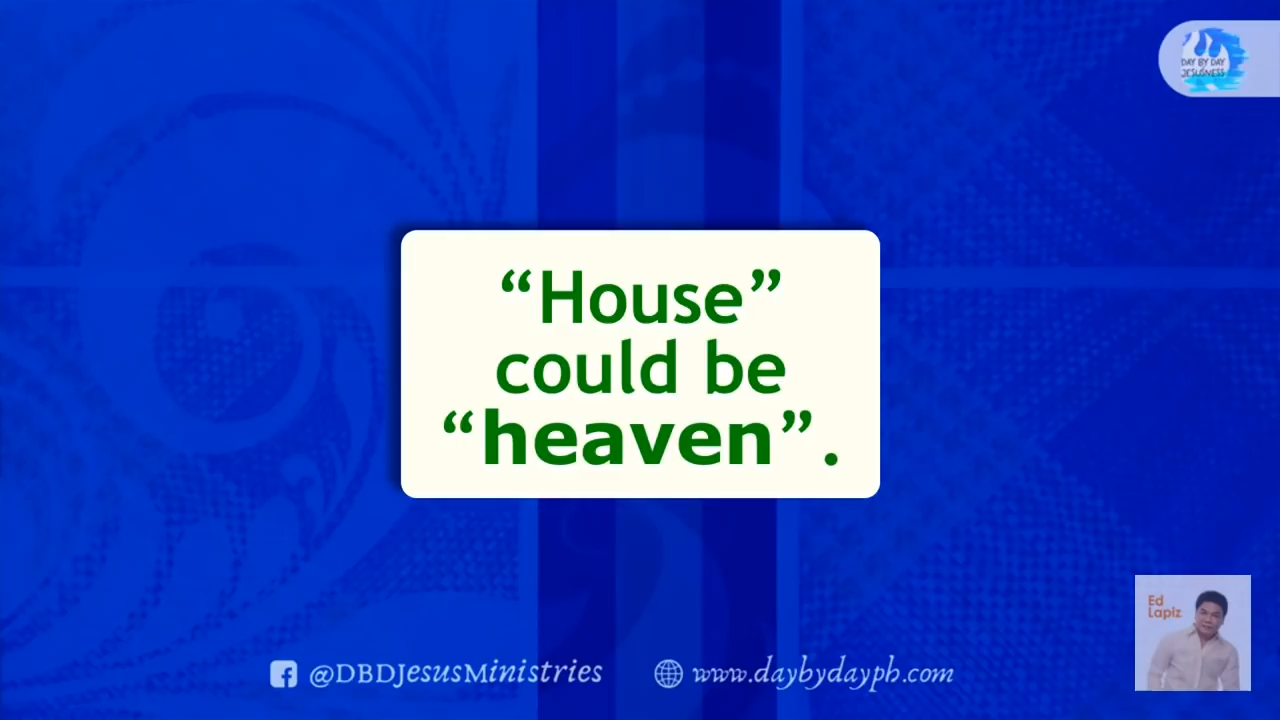 DAY BY DAY
JESUSNESS
“House”
could be
“heaven”.
Ed
Lapiz
@DBDJesusMinistries
www.daybydayph.com